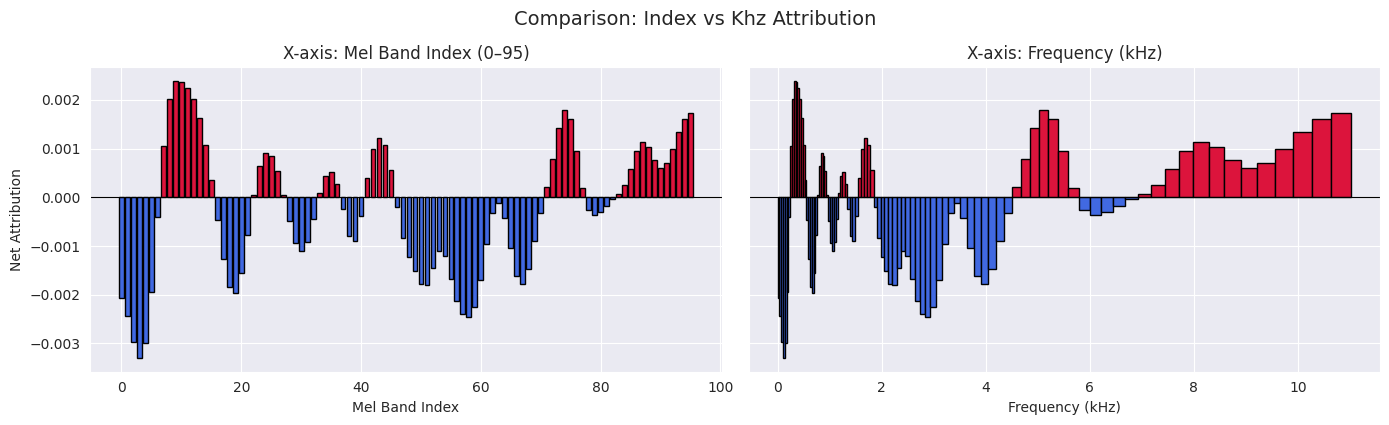 Comparison: Index vs Khz Attribution
X-axis: Mel Band Index (0–95)
X-axis: Frequency (kHz)
Net Attribution
0.002
0.001
0.000
−0.001
−0.002
−0.003
0 20 40 60 80 100
Mel Band Index
0 2 4 6 8 10
Frequency (kHz)